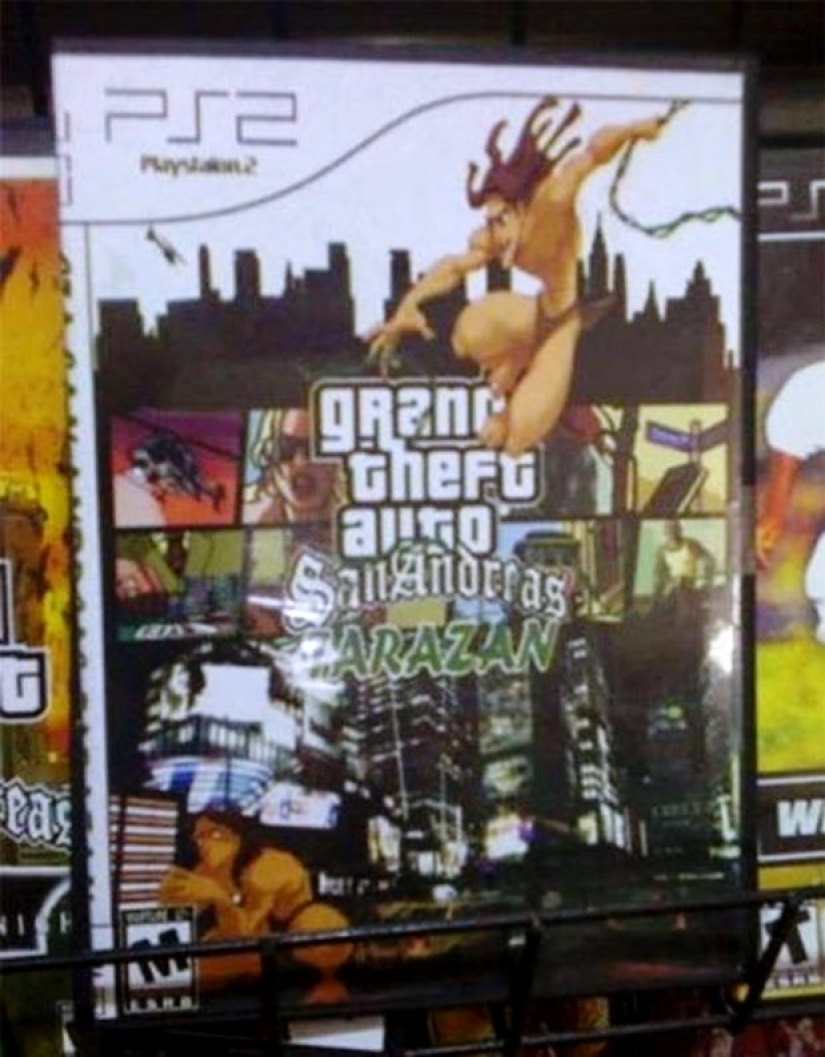 PS2
PlayStation.2
grand
theft
auto
San Andreas
TARAZAN
M